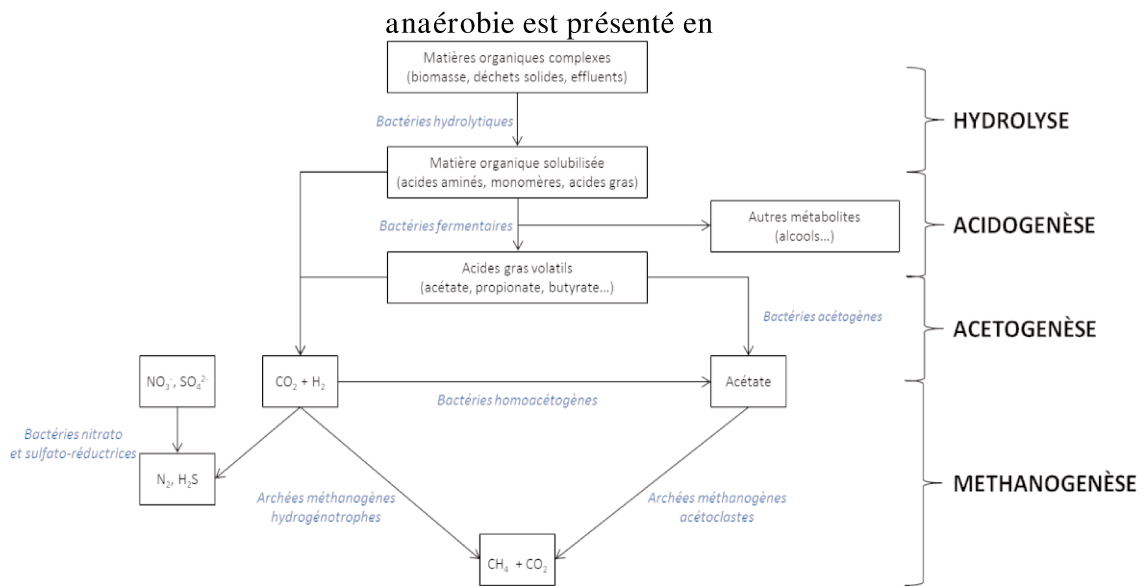 anaérobie est présenté en
Matières organiques complexes
(biomasse, déchets solides, effluents)
HYDROLYSE
Bactéries hydrolytiques
Matière organique solubilisée
(acides aminés, monomères, acides gras)
Autres métabolites
(alcools...)
ACIDOGENÈSE
Bactéries fermentaires
Acides gras volatils
(acétate, propionate, butyrate...)
Bactéries acétogènes
ACETOGENÈSE
NO₃⁻, SO₄²⁻
CO₂ + H₂
Acétate
Bactéries homoacétogènes
Bactéries nitrato
et sulfato-réductrices
N₂, H₂S
METHANOGENÈSE
Archées méthanogènes
hydrogénotrophes
Archées méthanogènes
acétoclastes
CH₄ + CO₂